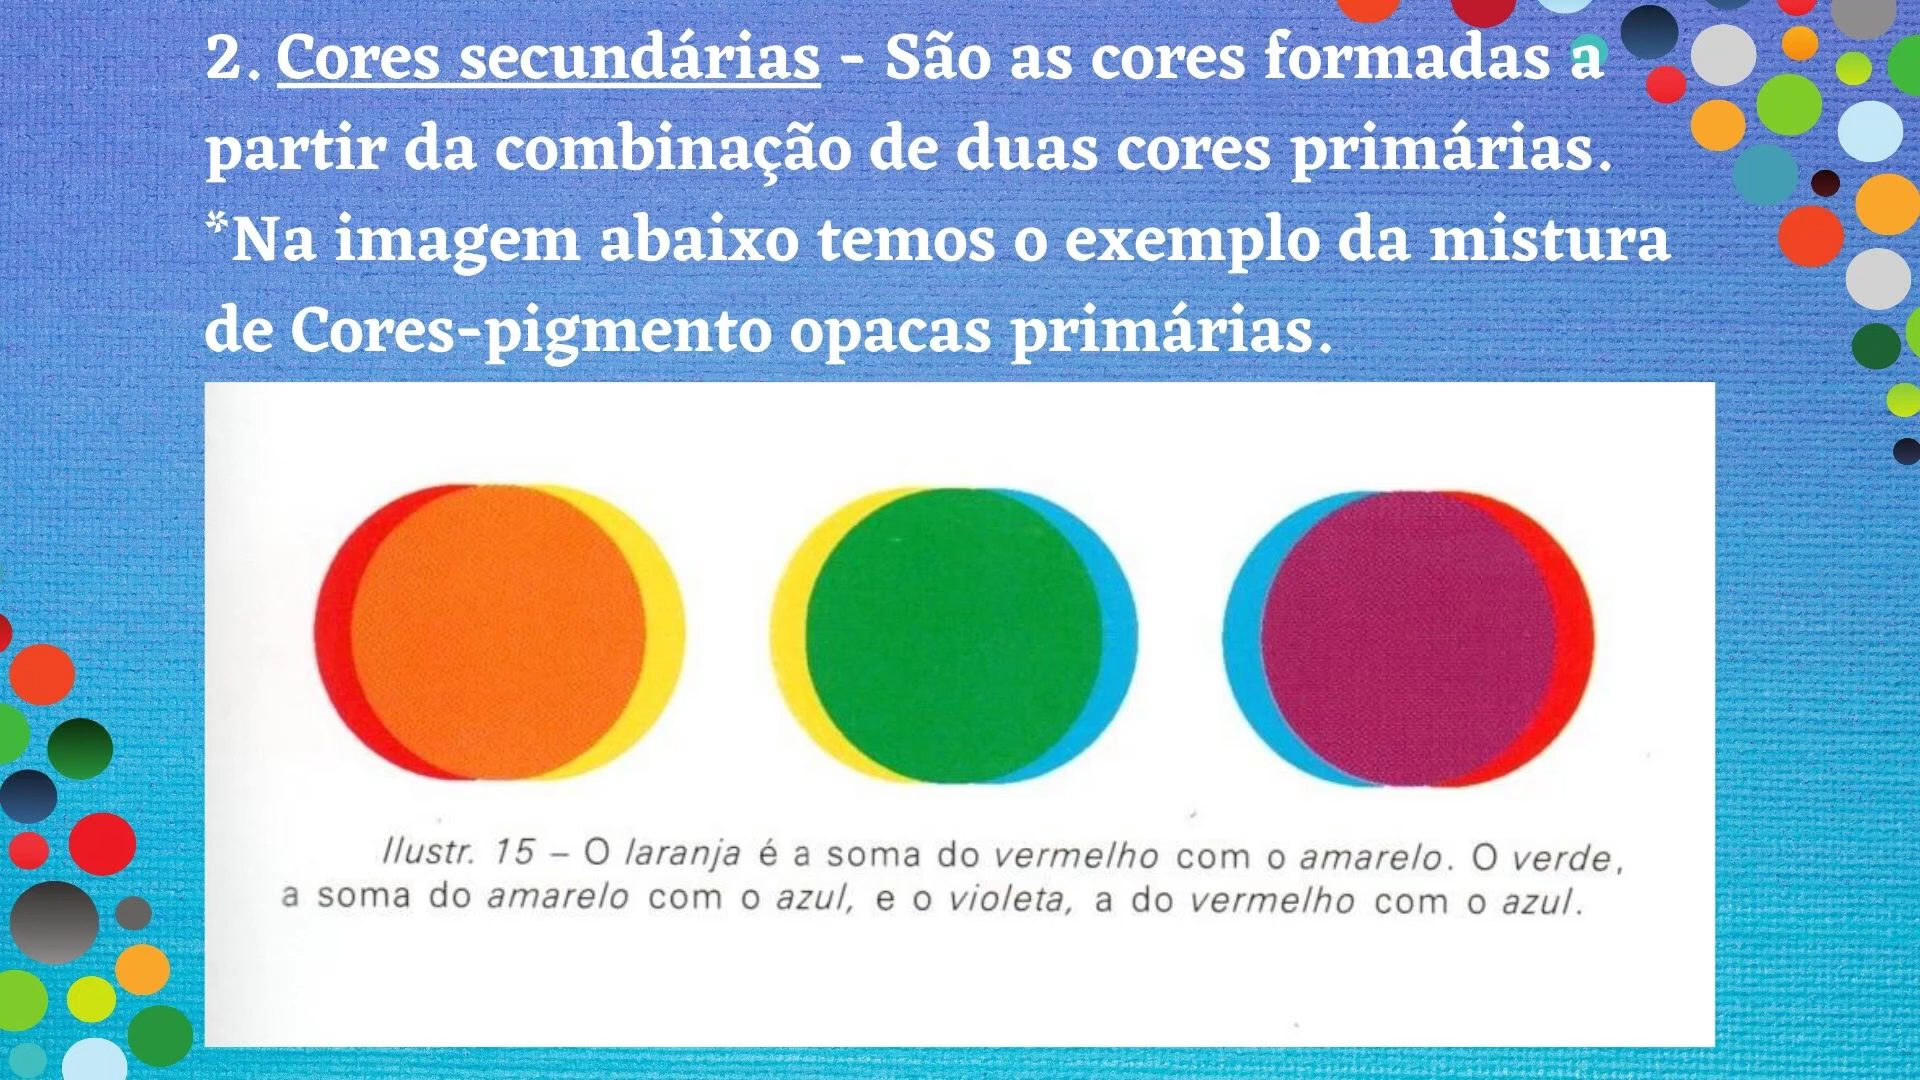 2. Cores secundárias - São as cores formadas a
partir da combinação de duas cores primárias.
*Na imagem abaixo temos o exemplo da mistura
de Cores-pigmento opacas primárias.
Ilustr. 15 – O laranja é a soma do vermelho com o amarelo. O verde,
a soma do amarelo com o azul, e o violeta, a do vermelho com o azul.